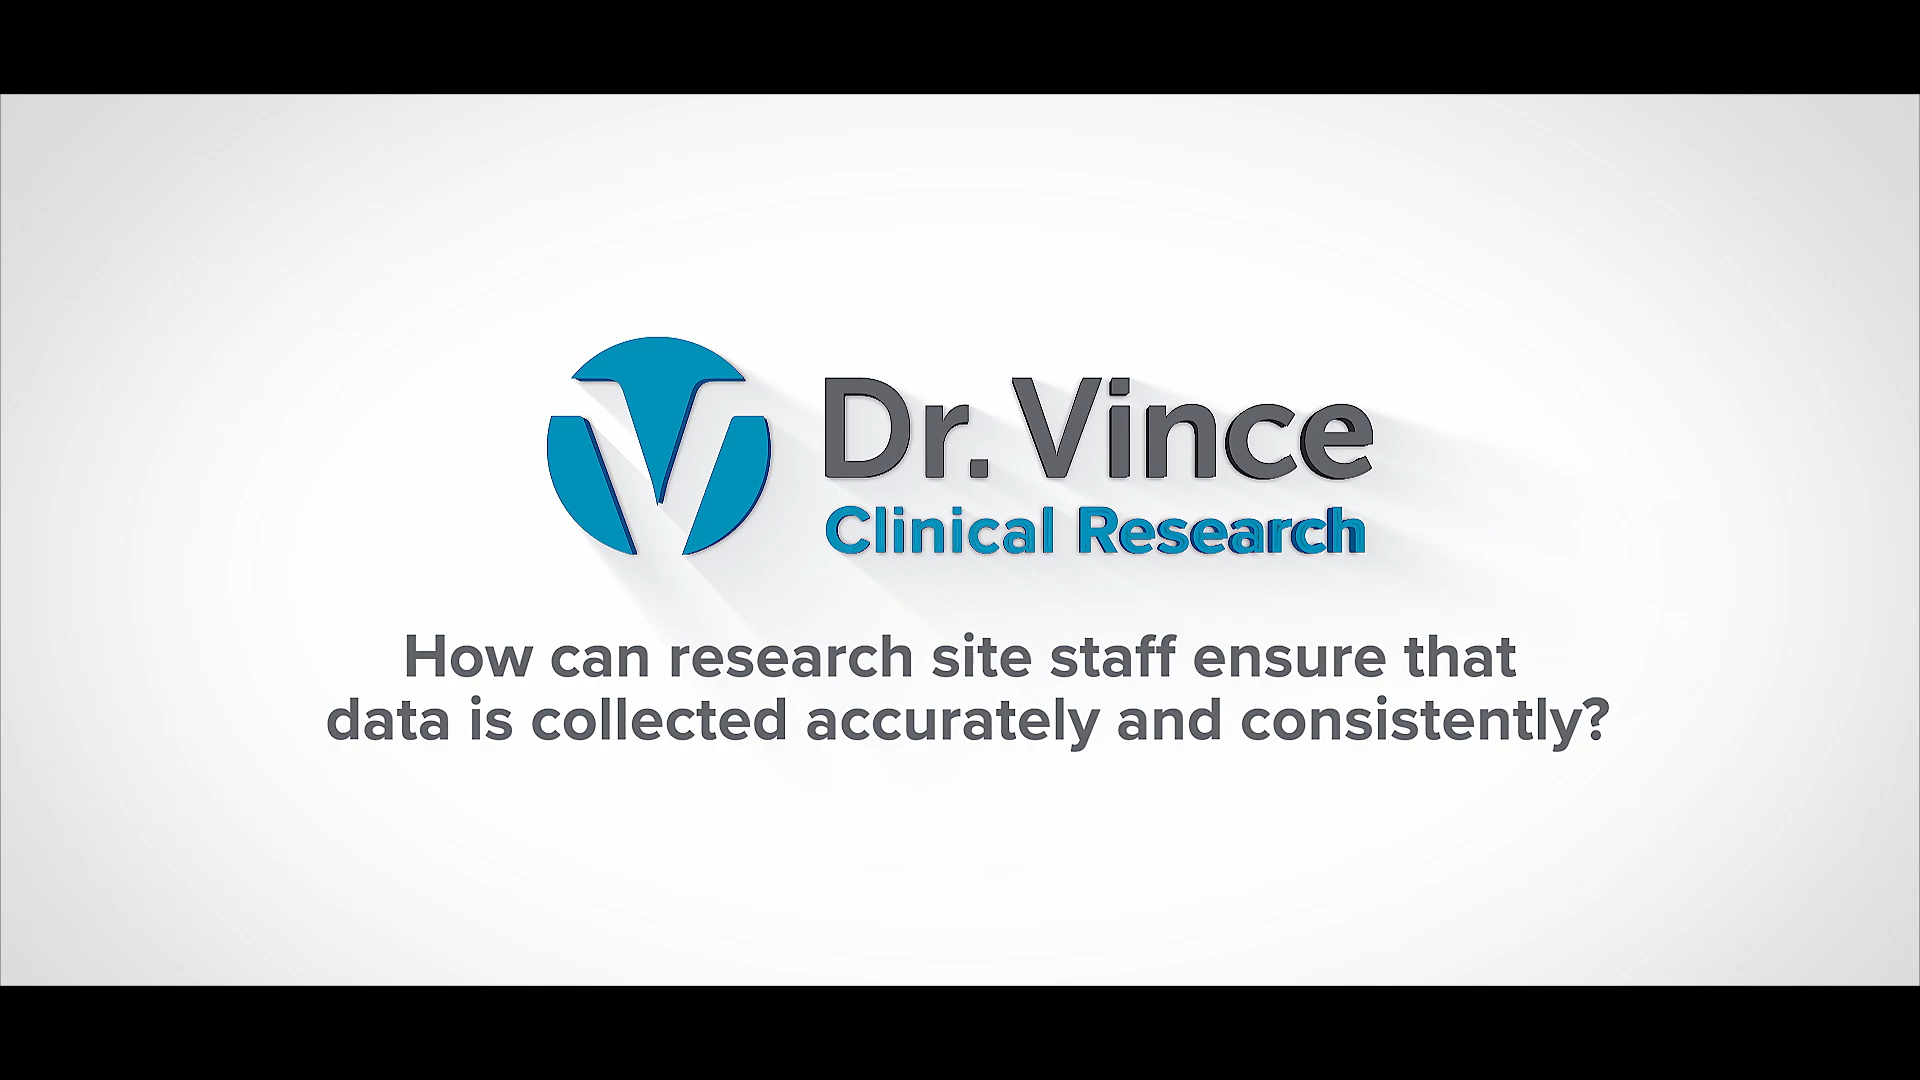 Dr. Vince
Clinical Research
How can research site staff ensure that
data is collected accurately and consistently?